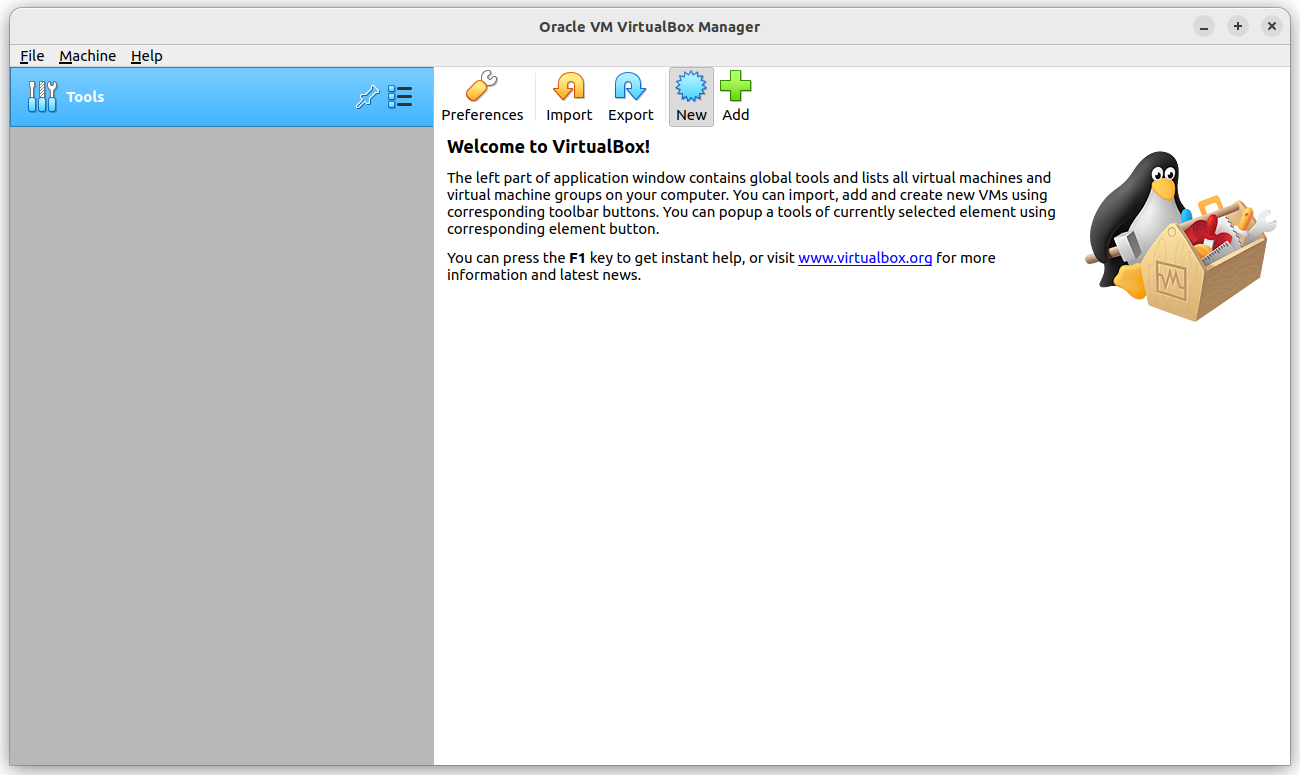 Oracle VM VirtualBox Manager
File Machine Help
Tools
Preferences Import Export New Add
Welcome to VirtualBox!
The left part of application window contains global tools and lists all virtual machines and
virtual machine groups on your computer. You can import, add and create new VMs using
corresponding toolbar buttons. You can popup a tools of currently selected element using
corresponding element button.
You can press the F1 key to get instant help, or visit www.virtualbox.org for more
information and latest news.